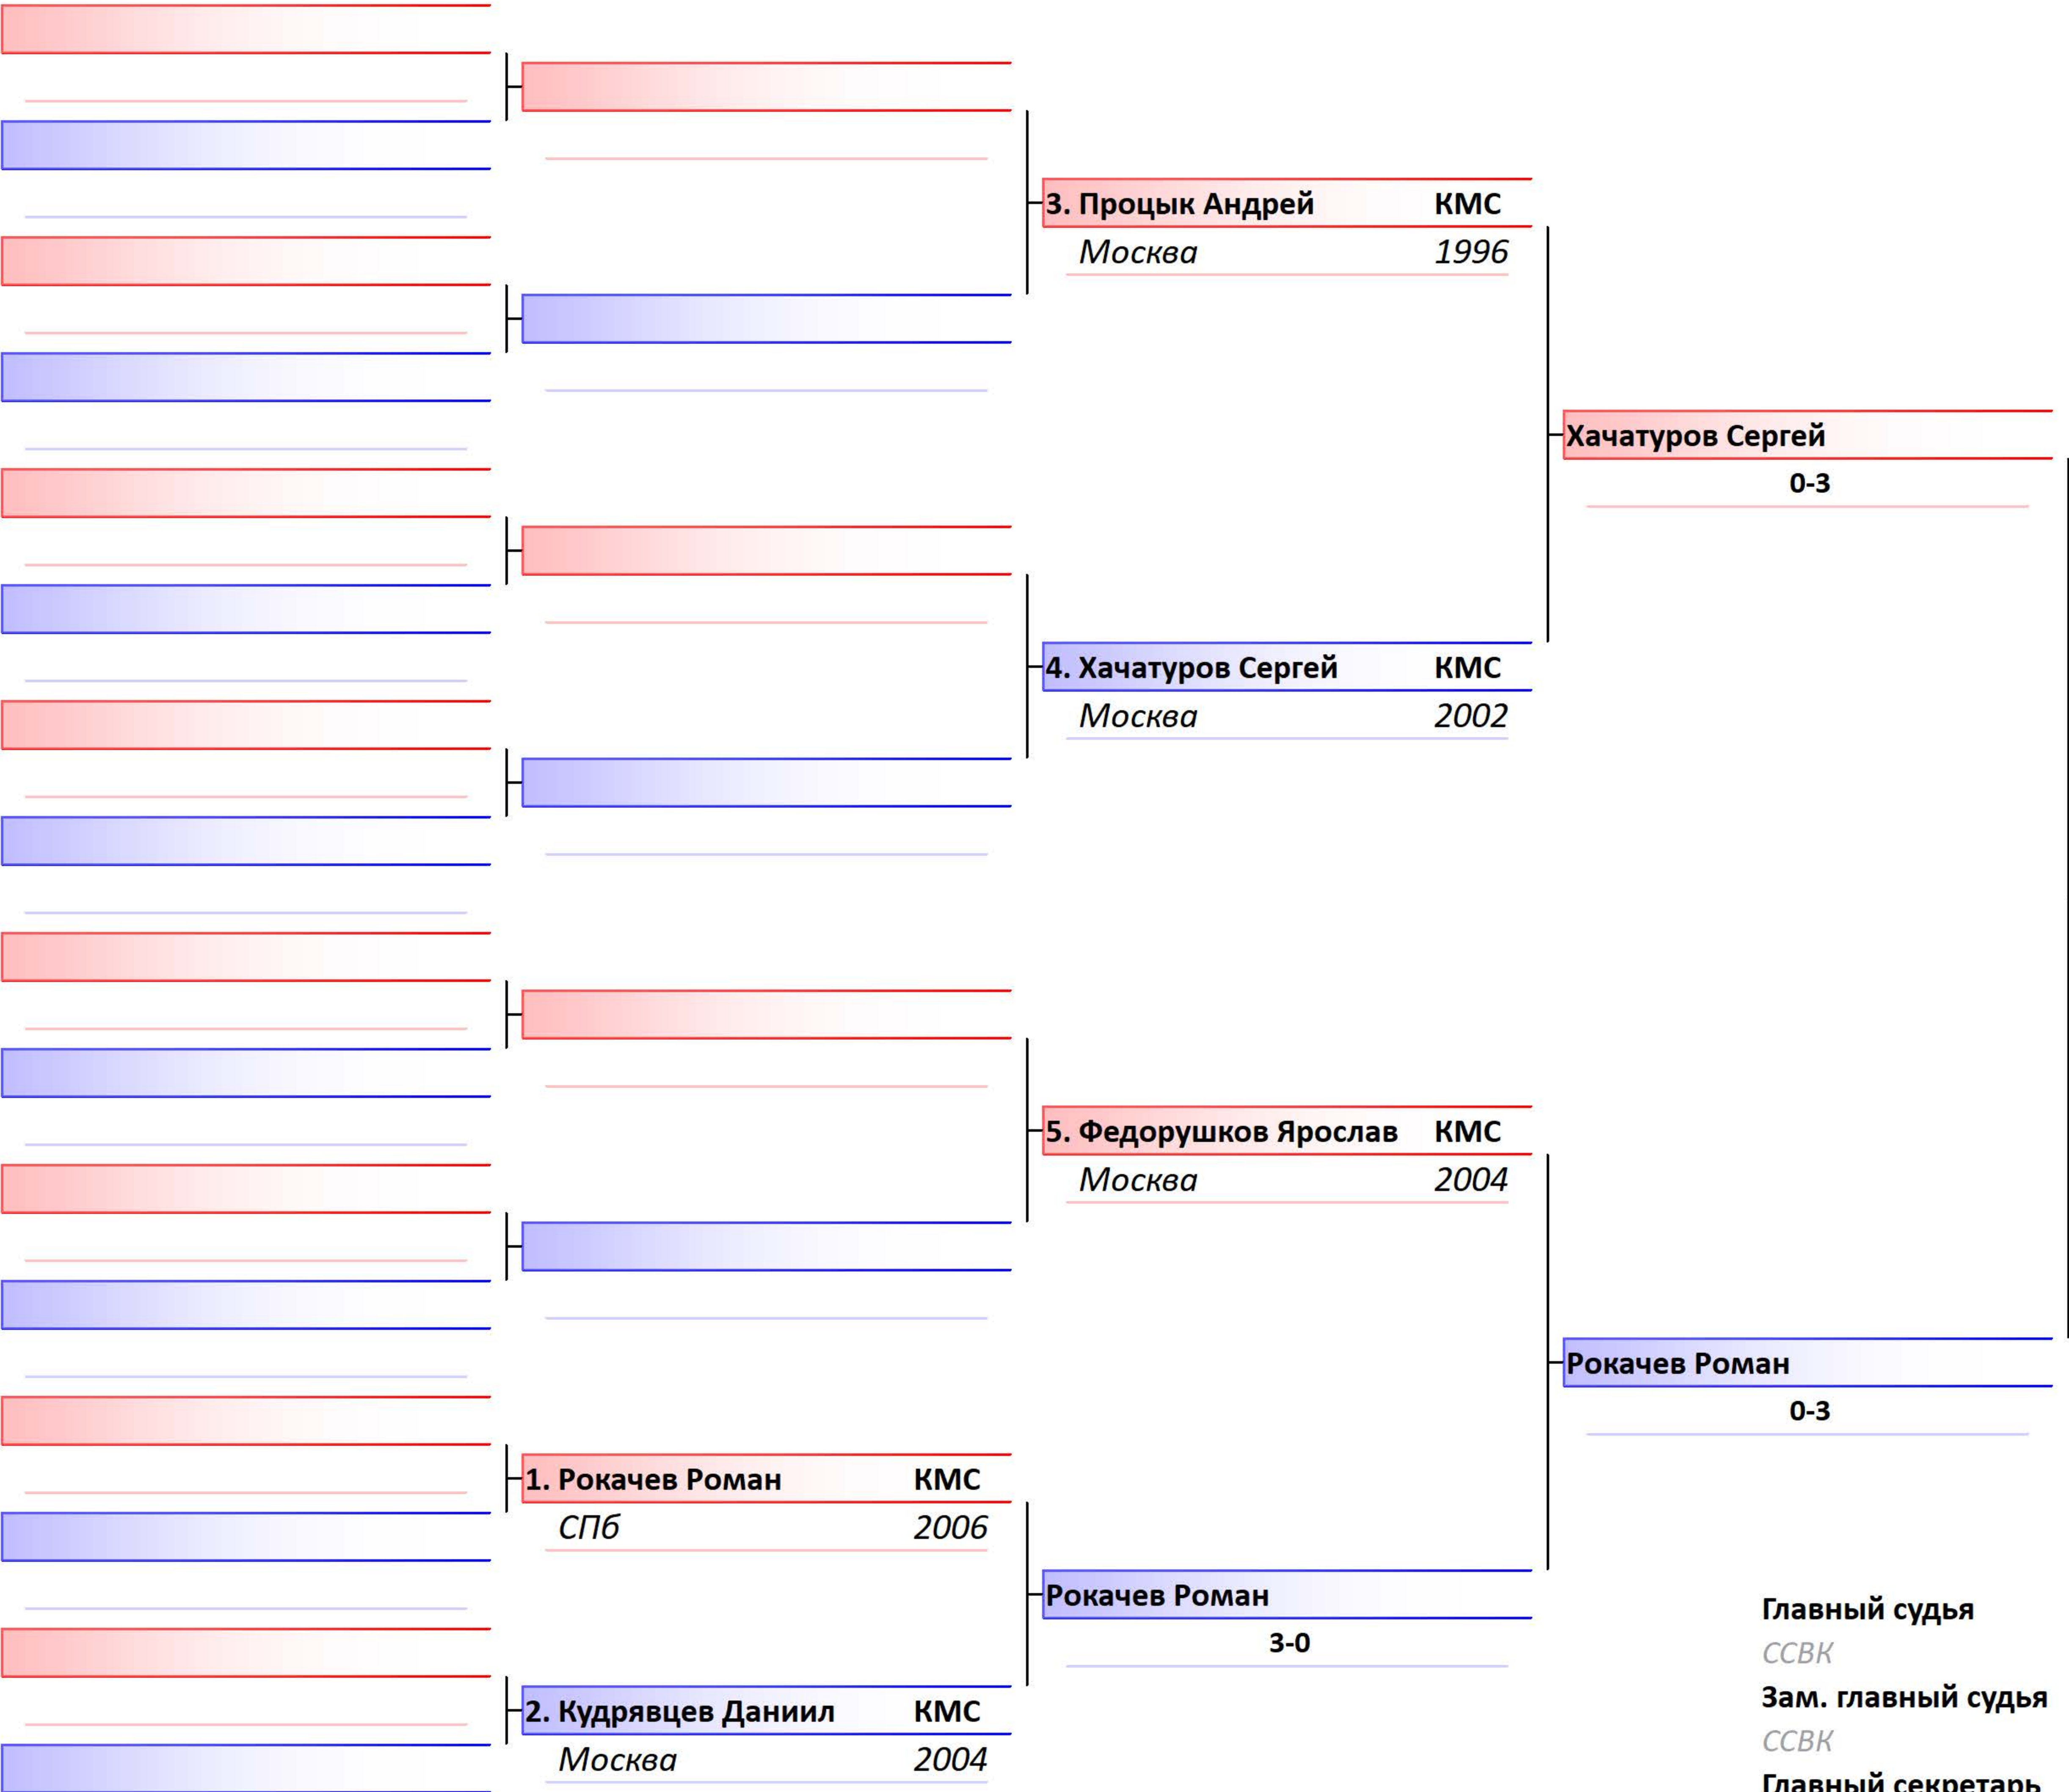 3. Процык Андрей КМС
Москва 1996
Хачатуров Сергей
0-3
4. Хачатуров Сергей КМС
Москва 2002
5. Федорушков Ярослав КМС
Москва 2004
Рокачев Роман
0-3
1. Рокачев Роман КМС
СПб 2006
Рокачев Роман
3-0
2. Кудрявцев Даниил КМС
Москва 2004
Главный судья
ССВК
Зам. главный судья
ССВК
Главный секретарь